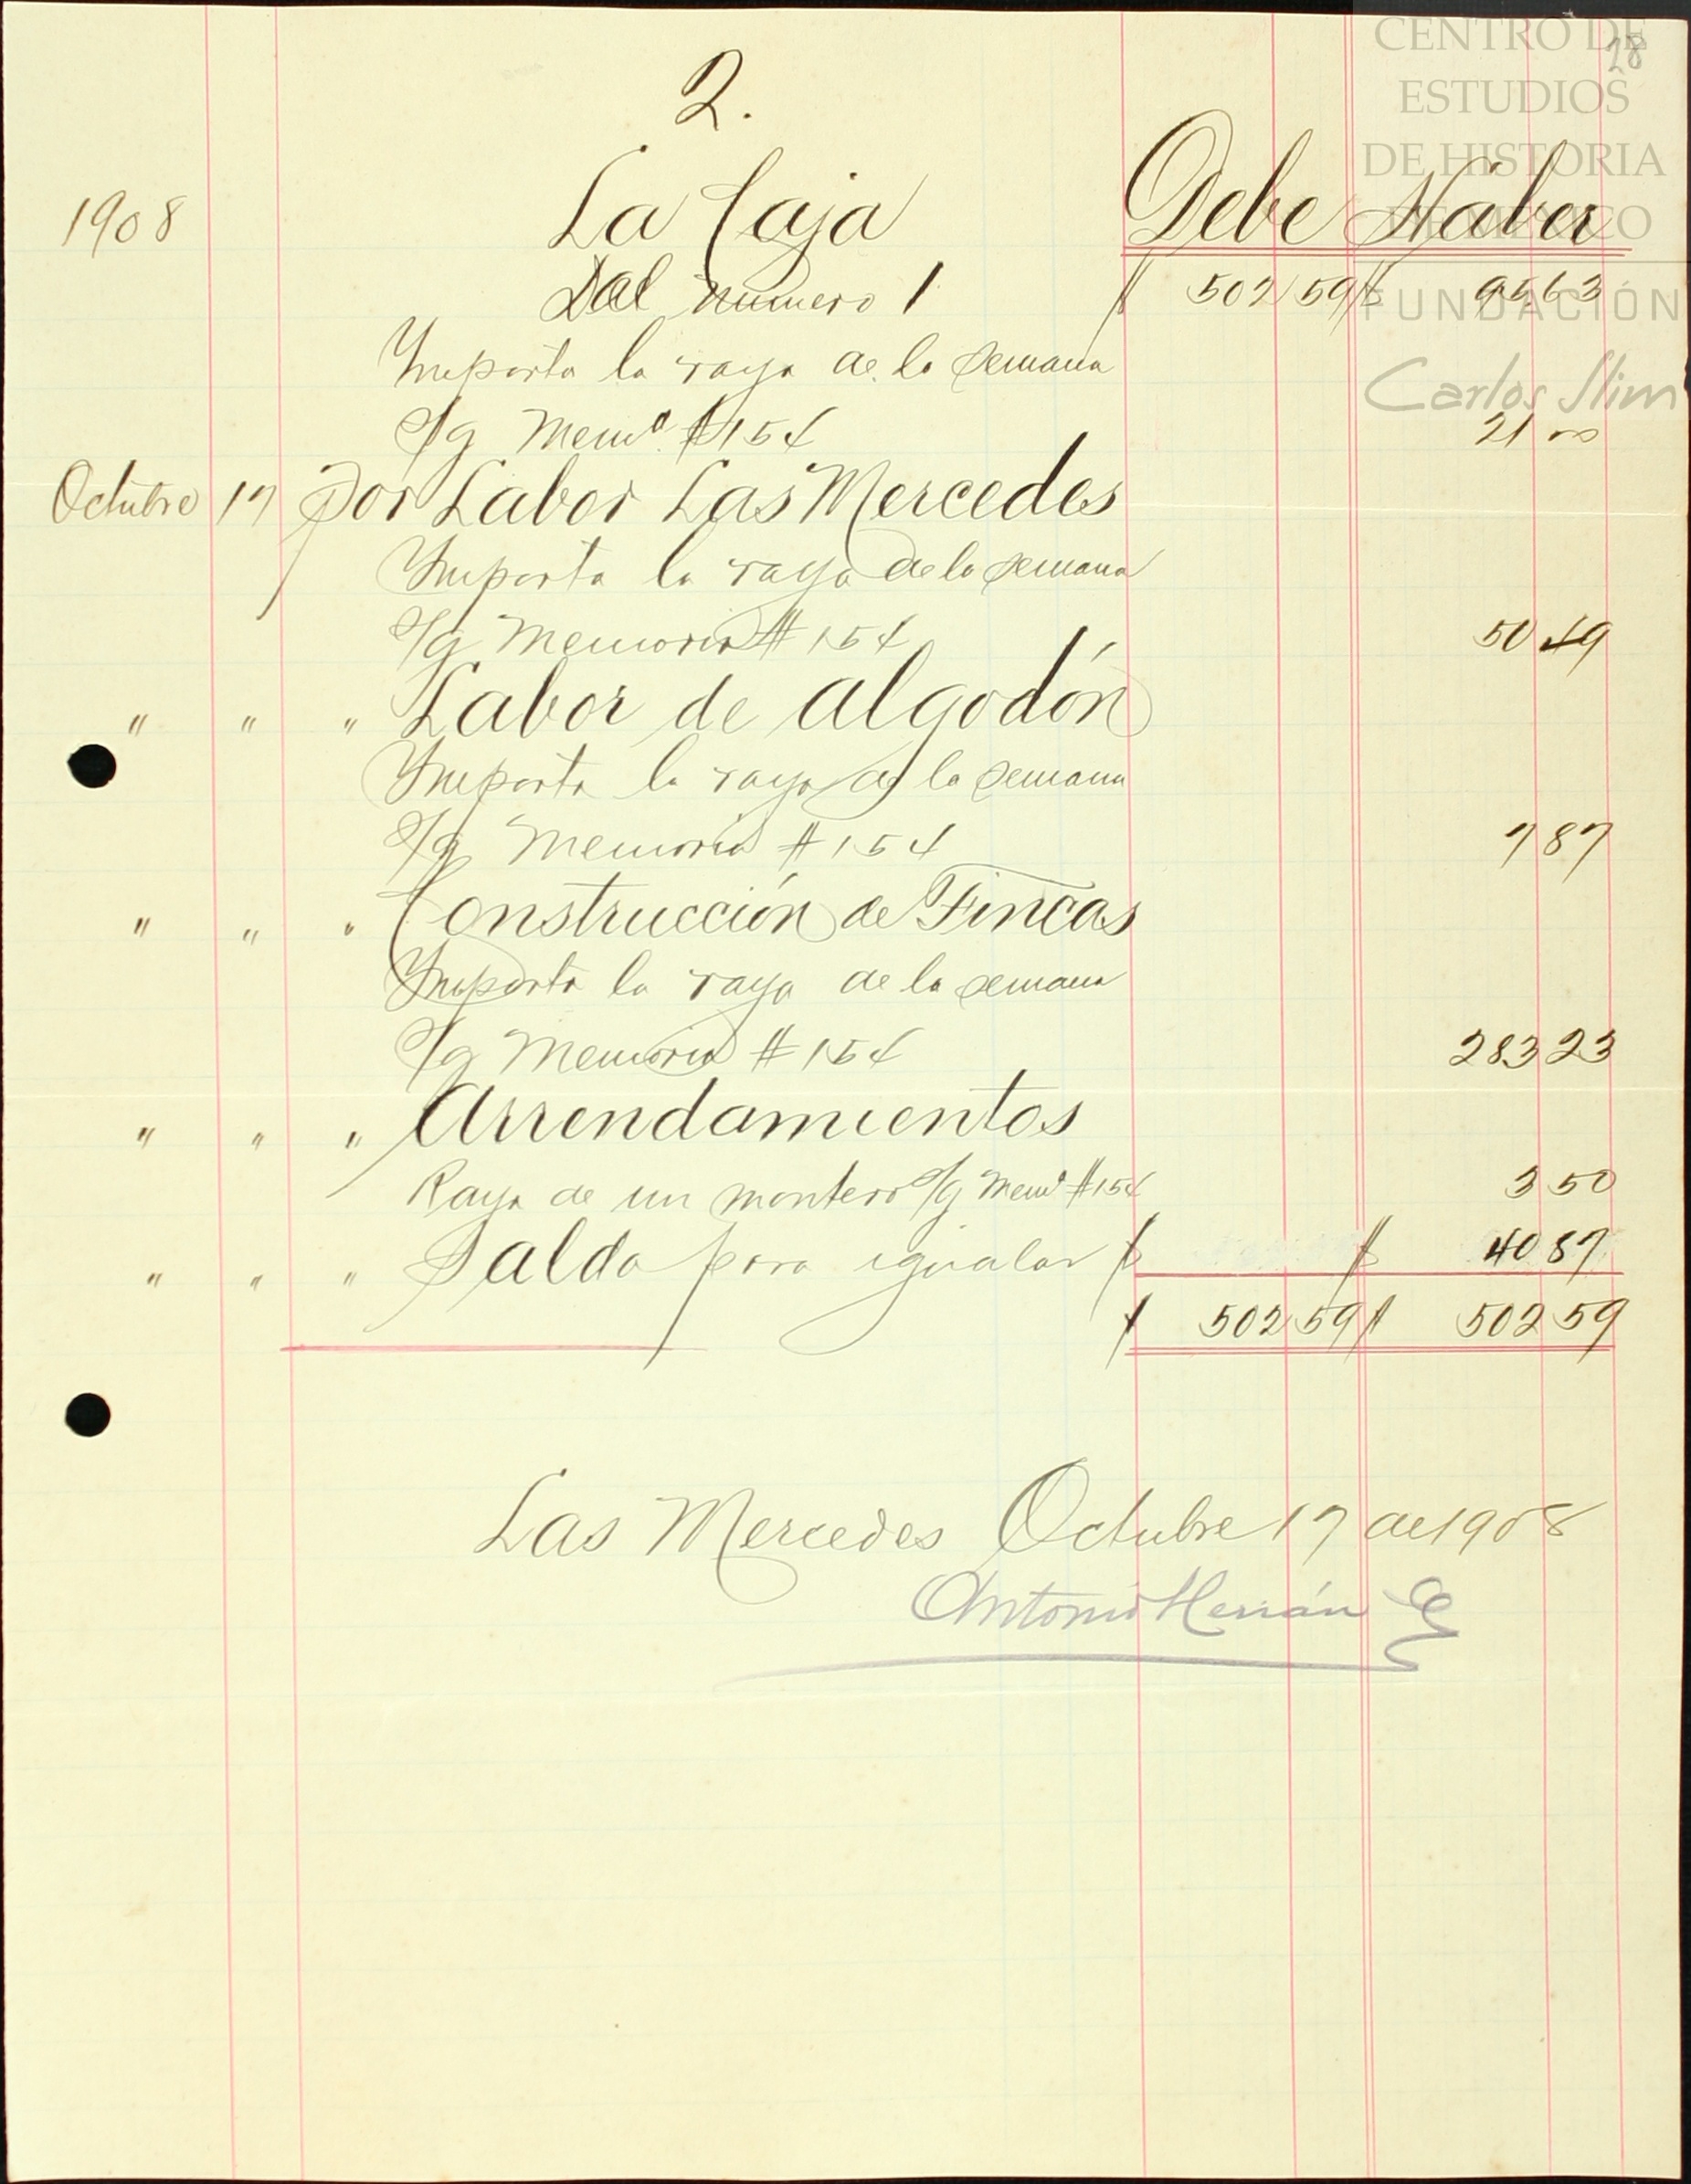 CENTRO DE
28
ESTUDIOS
DE HISTORIA
DE MÉXICO
FUNDACIÓN
Carlos Slim
2.
1908 La Caja Debe Haber
Del número 1 $ 502 59 $ 95 63
Importa la raya de la semana
s/g Mema. #154 21 00
Octubre 17 por Labor Las Mercedes
Importa la raya de la semana
s/g Memoria #154 50 49
" " " Labor de Algodón
Importa la raya de la semana
s/g Memoria #154 7 87
" " " Construcción de Fincas
Importa la raya de la semana
s/g Memoria #154 283 23
" " " Arrendamientos
Raya de un montero s/g Mema #154 3 50
" " " Saldo para igualar $ $ 40 87
$ 502 59 $ 502 59
Las Mercedes Octubre 17 de 1908
Antonio Hernán